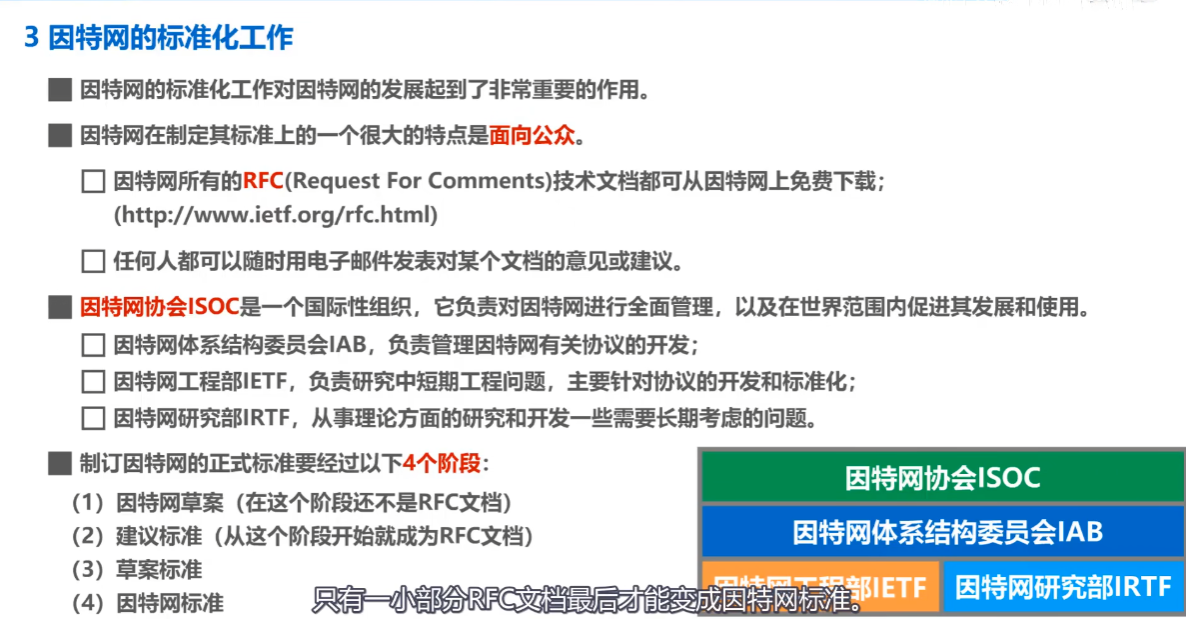 3 因特网的标准化工作
因特网的标准化工作对因特网的发展起到了非常重要的作用。
因特网在制定其标准上的一个很大的特点是面向公众。
因特网所有的RFC(Request For Comments)技术文档都可从因特网上免费下载；
(http://www.ietf.org/rfc.html)
任何人都可以随时用电子邮件发表对某个文档的意见或建议。
因特网协会ISOC是一个国际性组织，它负责对因特网进行全面管理，以及在世界范围内促进其发展和使用。
因特网体系结构委员会IAB，负责管理因特网有关协议的开发；
因特网工程部IETF，负责研究中短期工程问题，主要针对协议的开发和标准化；
因特网研究部IRTF，从事理论方面的研究和开发一些需要长期考虑的问题。
制订因特网的正式标准要经过以下4个阶段：
（1）因特网草案（在这个阶段还不是RFC文档）
（2）建议标准（从这个阶段开始就成为RFC文档）
（3）草案标准
（4）因特网标准
因特网协会ISOC
因特网体系结构委员会IAB
因特网工程部IETF
因特网研究部IRTF
只有一小部分RFC文档最后才能变成因特网标准。